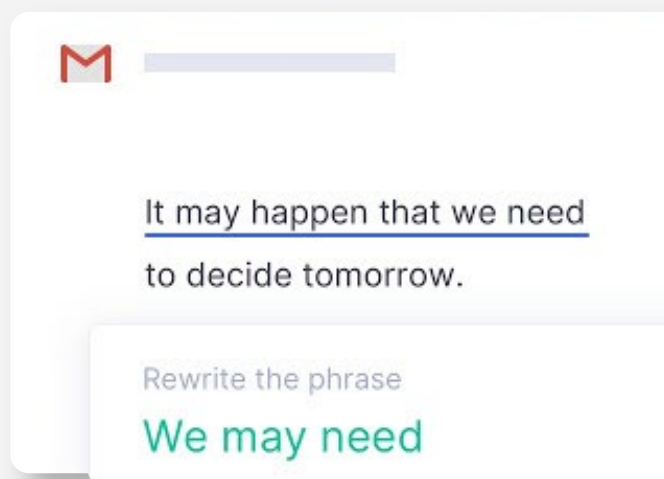 It may happen that we need
to decide tomorrow.
Rewrite the phrase
We may need